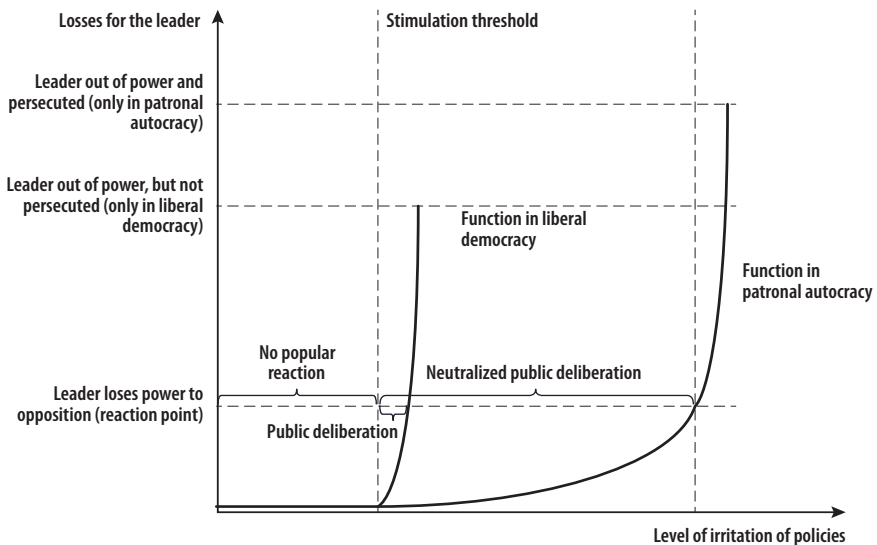 Losses for the leader
Stimulation threshold
Leader out of power and
persecuted (only in patronal
autocracy)
Leader out of power, but not
persecuted (only in liberal
democracy)
Function in liberal
democracy
Function in
patronal autocracy
No popular
reaction
Neutralized public deliberation
Leader loses power to
opposition (reaction point)
Public deliberation
Level of irritation of policies